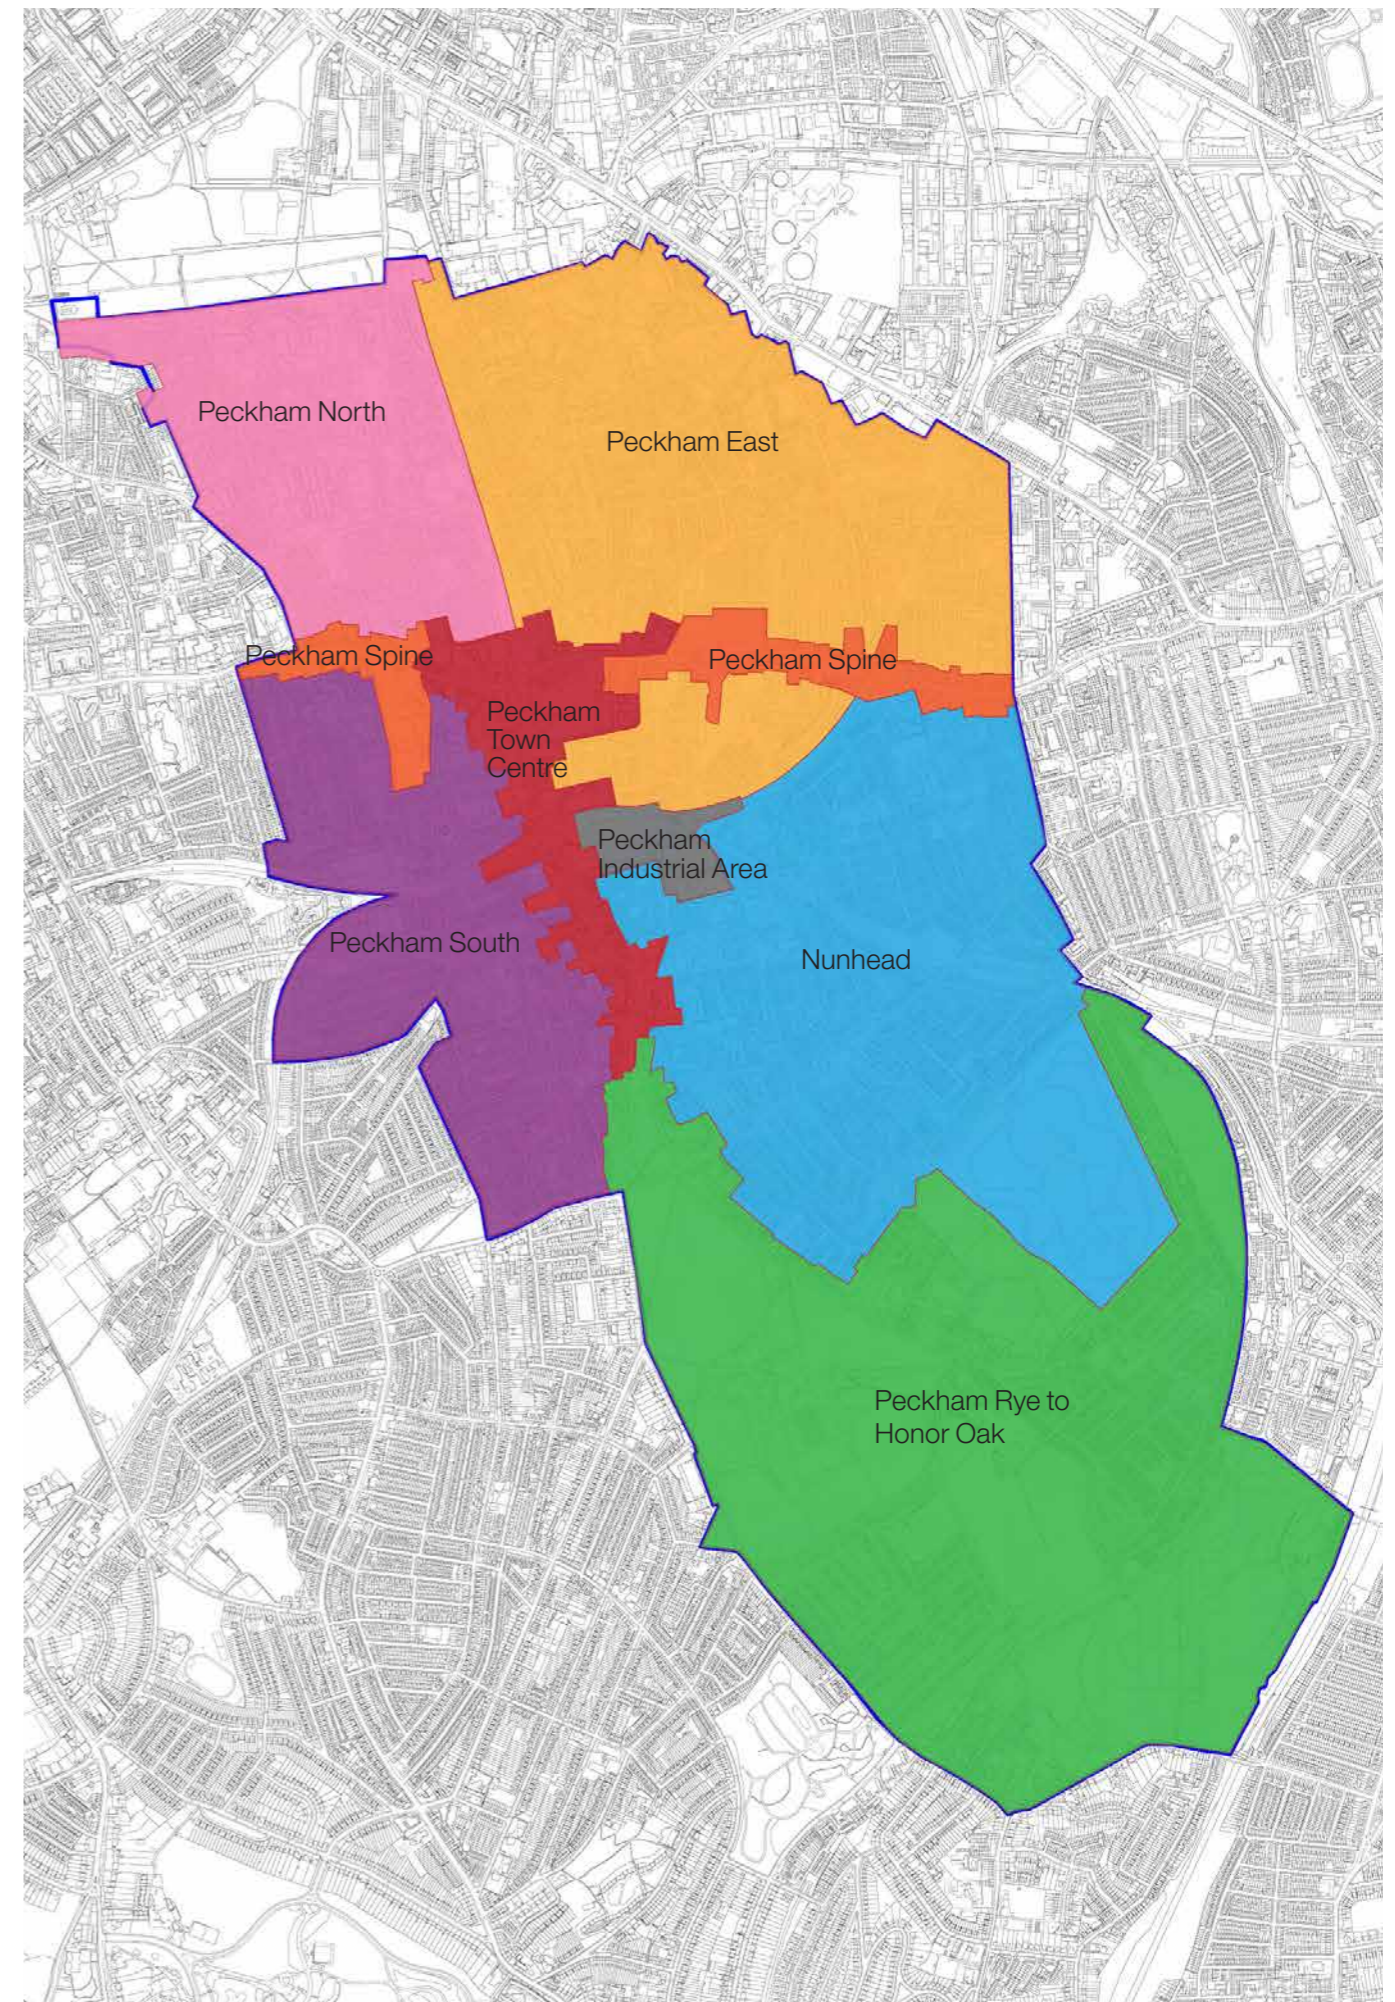 Peckham North
Peckham East
Peckham Spine
Peckham Spine
Peckham
Town
Centre
Peckham
Industrial Area
Peckham South
Nunhead
Peckham Rye to
Honor Oak